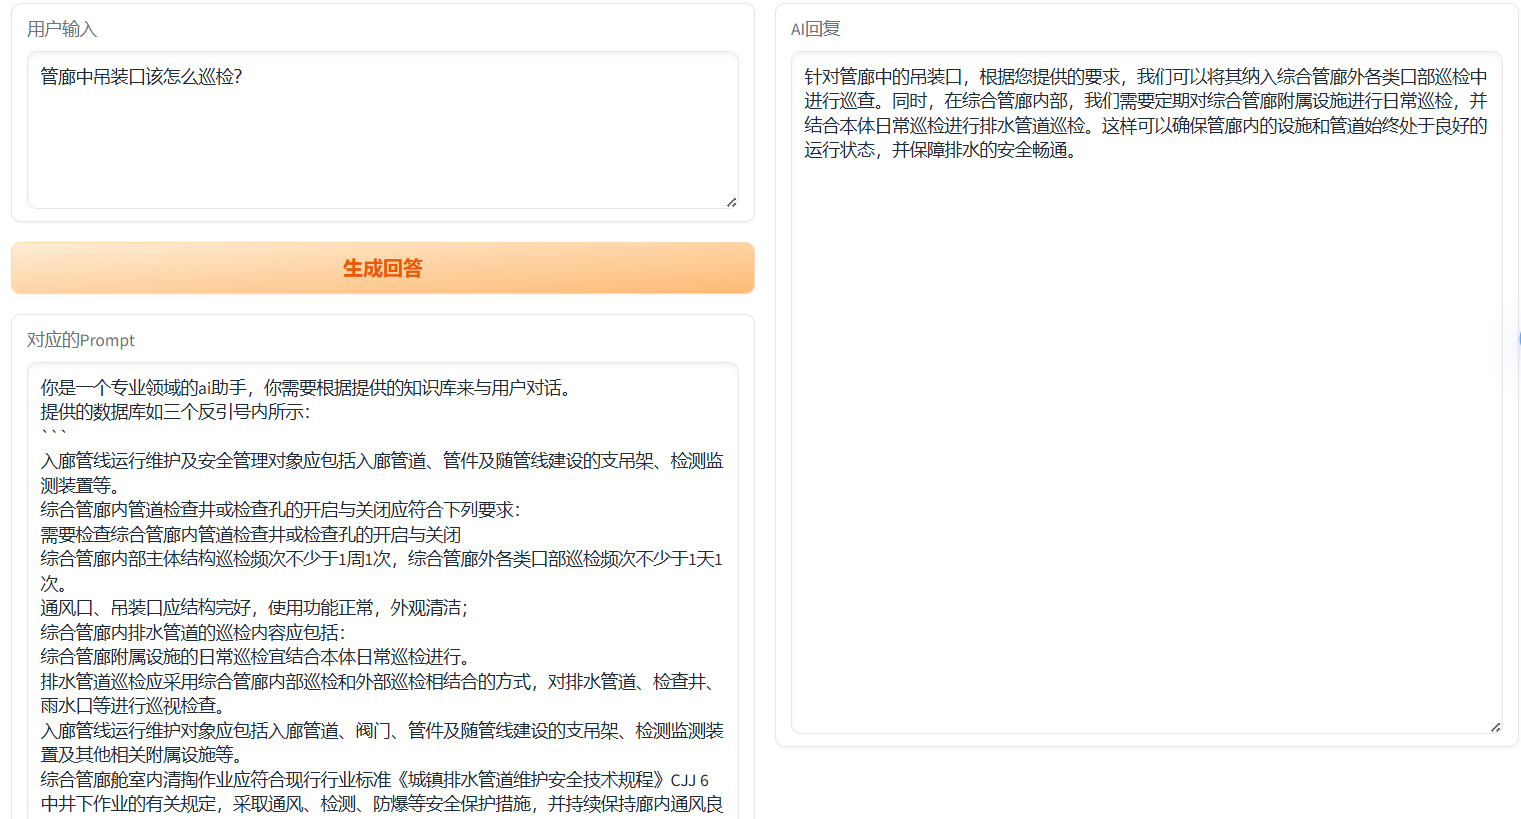 用户输入
管廊中吊装口该怎么巡检？
生成回答
对应的Prompt
你是一个专业领域的ai助手，你需要根据提供的知识库来与用户对话。
提供的数据库如三个反引号内所示：
```
入廊管线运行维护及安全管理对象应包括入廊管道、管件及随管线建设的支吊架、检测监
测装置等。
综合管廊内管道检查井或检查孔的开启与关闭应符合下列要求：
需要检查综合管廊内管道检查井或检查孔的开启与关闭
综合管廊内部主体结构巡检频次不少于1周1次，综合管廊外各类口部巡检频次不少于1天1
次。
通风口、吊装口应结构完好，使用功能正常，外观清洁；
综合管廊内排水管道的巡检内容应包括：
综合管廊附属设施的日常巡检宜结合本体日常巡检进行。
排水管道巡检应采用综合管廊内部巡检和外部巡检相结合的方式，对排水管道、检查井、
雨水口等进行巡视检查。
入廊管线运行维护对象应包括入廊管道、阀门、管件及随管线建设的支吊架、检测监测装
置及其他相关附属设施等。
综合管廊舱室内清掏作业应符合现行行业标准《城镇排水管道维护安全技术规程》CJJ 6
中井下作业的有关规定，采取通风、检测、防爆等安全保护措施，并持续保持廊内通风良
AI回复
针对管廊中的吊装口，根据您提供的要求，我们可以将其纳入综合管廊外各类口部巡检中
进行巡查。同时，在综合管廊内部，我们需要定期对综合管廊附属设施进行日常巡检，并
结合本体日常巡检进行排水管道巡检。这样可以确保管廊内的设施和管道始终处于良好的
运行状态，并保障排水的安全畅通。